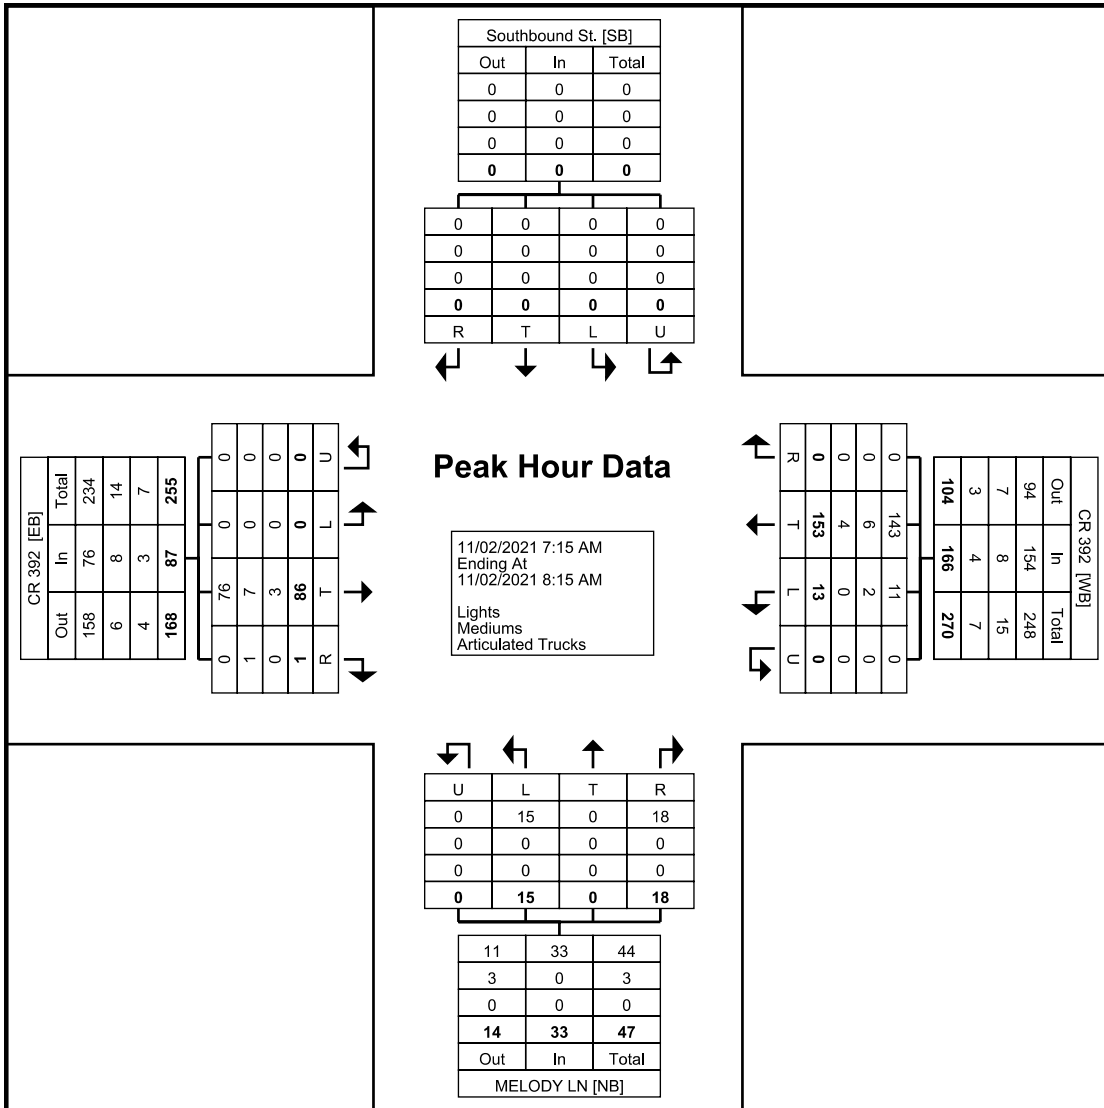 Southbound St. [SB]
Out In Total
0 0 0
0 0 0
0 0 0
0 0 0
0 0 0 0
0 0 0 0
0 0 0 0
0 0 0 0
R T L U
CR 392 [EB]
Total 234 14 7 255
In 76 8 3 87
Out 158 6 4 168
0 0 0 0 U
0 0 0 0 L
76 7 3 86 T
0 1 0 1 R
Peak Hour Data
11/02/2021 7:15 AM
Ending At
11/02/2021 8:15 AM
Lights
Mediums
Articulated Trucks
R 0 0 0 0
T 153 4 6 143
L 13 0 2 11
U 0 0 0 0
104 3 7 94 Out
166 4 8 154 In
270 7 15 248 Total
CR 392 [WB]
U L T R
0 15 0 18
0 0 0 0
0 0 0 0
0 15 0 18
11 33 44
3 0 3
0 0 0
14 33 47
Out In Total
MELODY LN [NB]